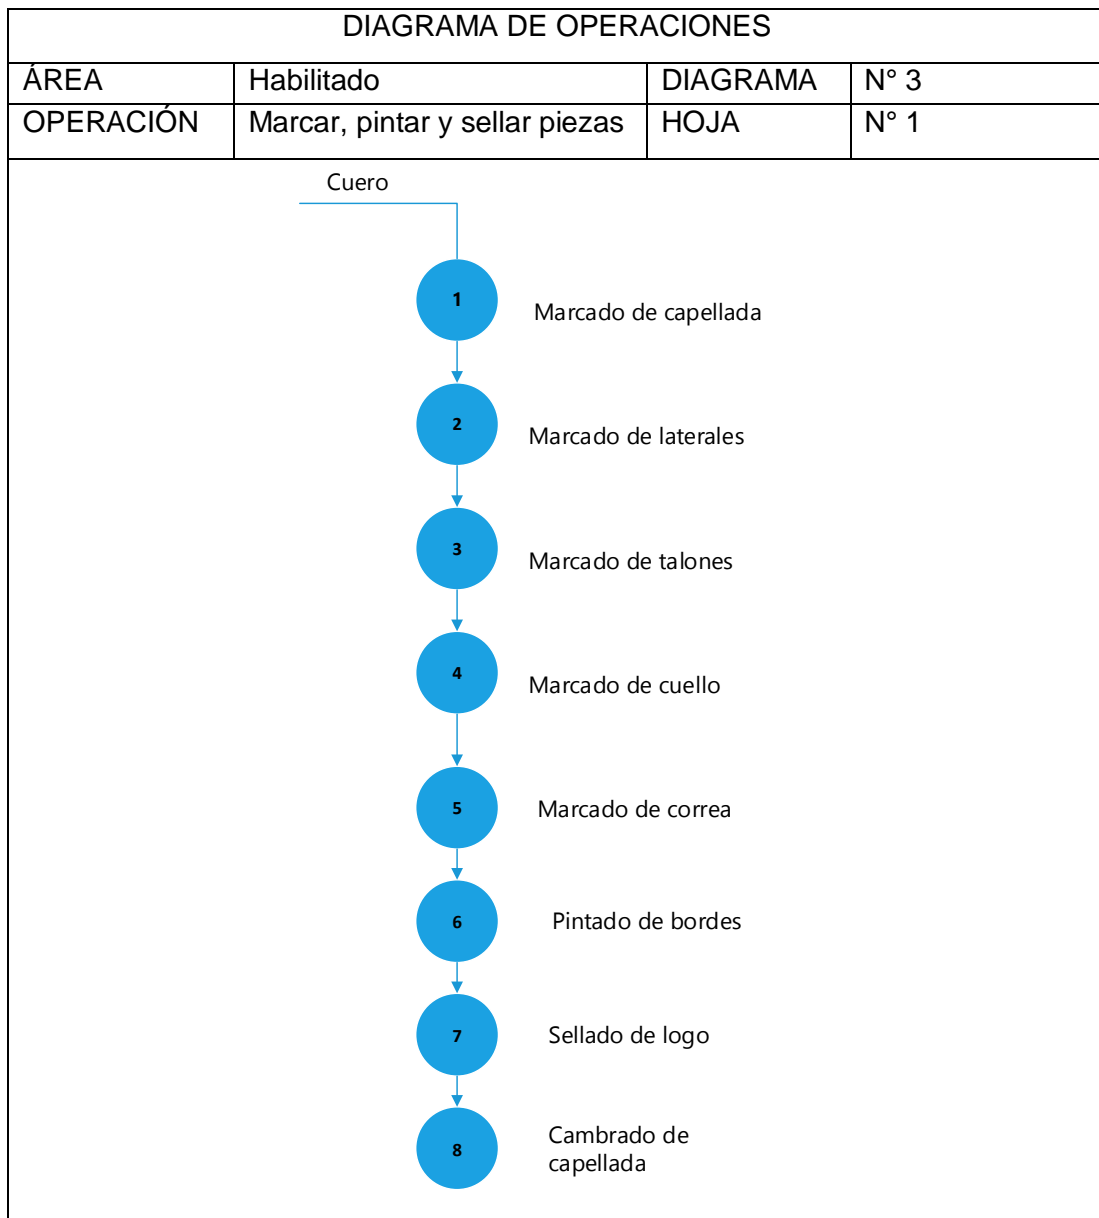 DIAGRAMA DE OPERACIONES
ÁREA Habilitado DIAGRAMA N° 3
OPERACIÓN Marcar, pintar y sellar piezas HOJA N° 1
Cuero
1 Marcado de capellada
2 Marcado de laterales
3 Marcado de talones
4 Marcado de cuello
5 Marcado de correa
6 Pintado de bordes
7 Sellado de logo
8 Cambrado de
capellada